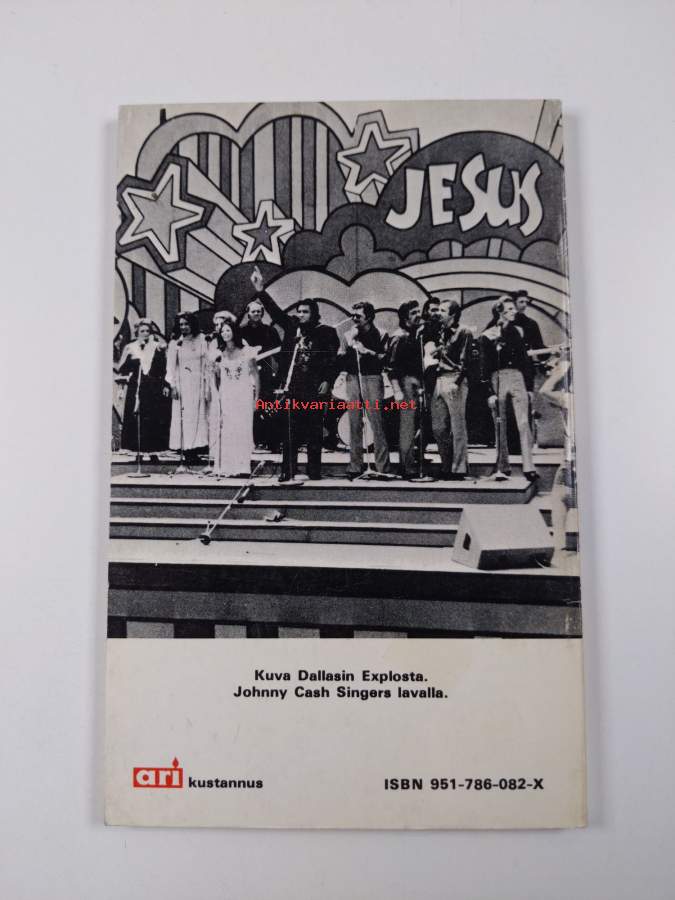 JESUS
Antikvariaatti.net
Kuva Dallasin Explosta.
Johnny Cash Singers lavalla.
ari kustannus
ISBN 951-786-082-X